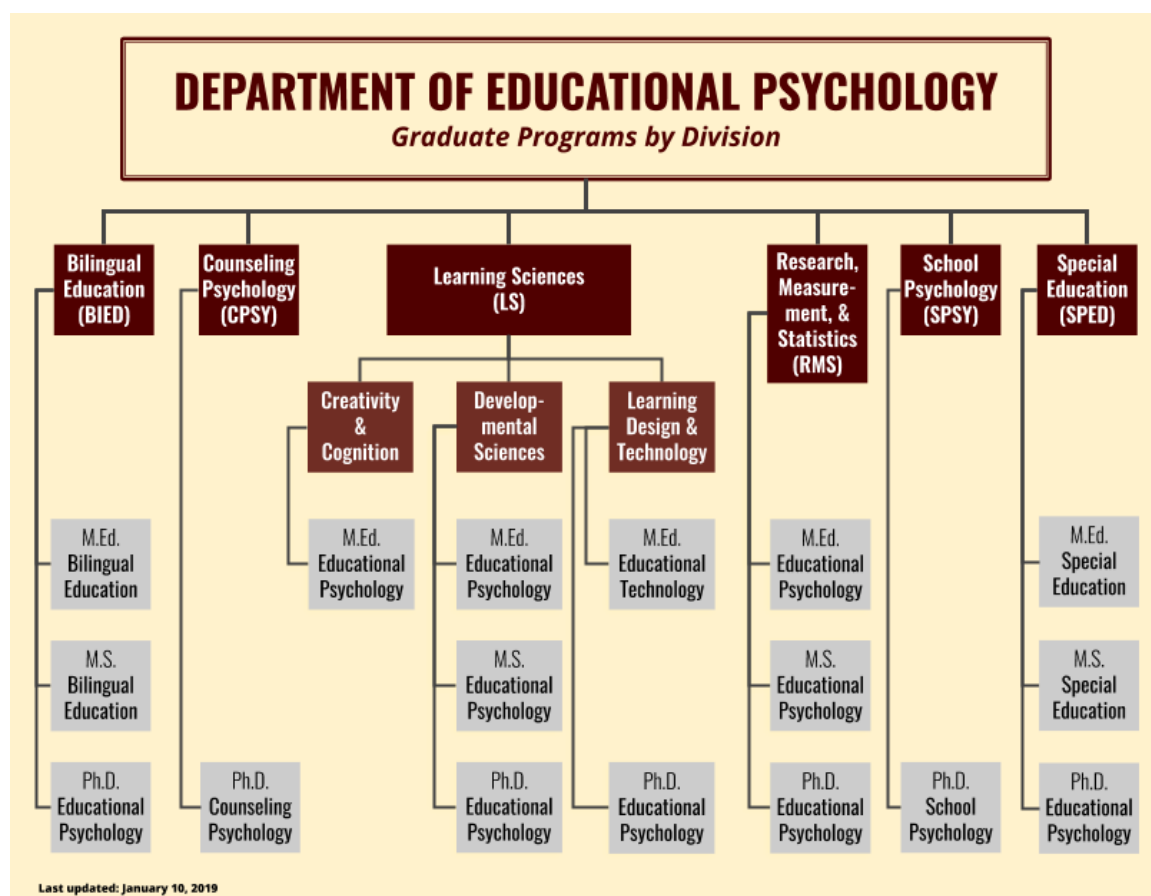 DEPARTMENT OF EDUCATIONAL PSYCHOLOGY
Graduate Programs by Division
Bilingual
Education
(BIED)
Counseling
Psychology
(CPSY)
Learning Sciences
(LS)
Research,
Measure-
ment, &
Statistics
(RMS)
School
Psychology
(SPSY)
Special
Education
(SPED)
Creativity
&
Cognition
Develop-
mental
Sciences
Learning
Design &
Technology
M.Ed.
Bilingual
Education
M.Ed.
Educational
Psychology
M.Ed.
Educational
Psychology
M.Ed.
Educational
Technology
M.Ed.
Educational
Psychology
M.Ed.
Special
Education
M.S.
Bilingual
Education
M.S.
Educational
Psychology
M.S.
Educational
Psychology
M.S.
Special
Education
Ph.D.
Educational
Psychology
Ph.D.
Counseling
Psychology
Ph.D.
Educational
Psychology
Ph.D.
Educational
Psychology
Ph.D.
Educational
Psychology
Ph.D.
School
Psychology
Ph.D.
Educational
Psychology
Last updated: January 10, 2019